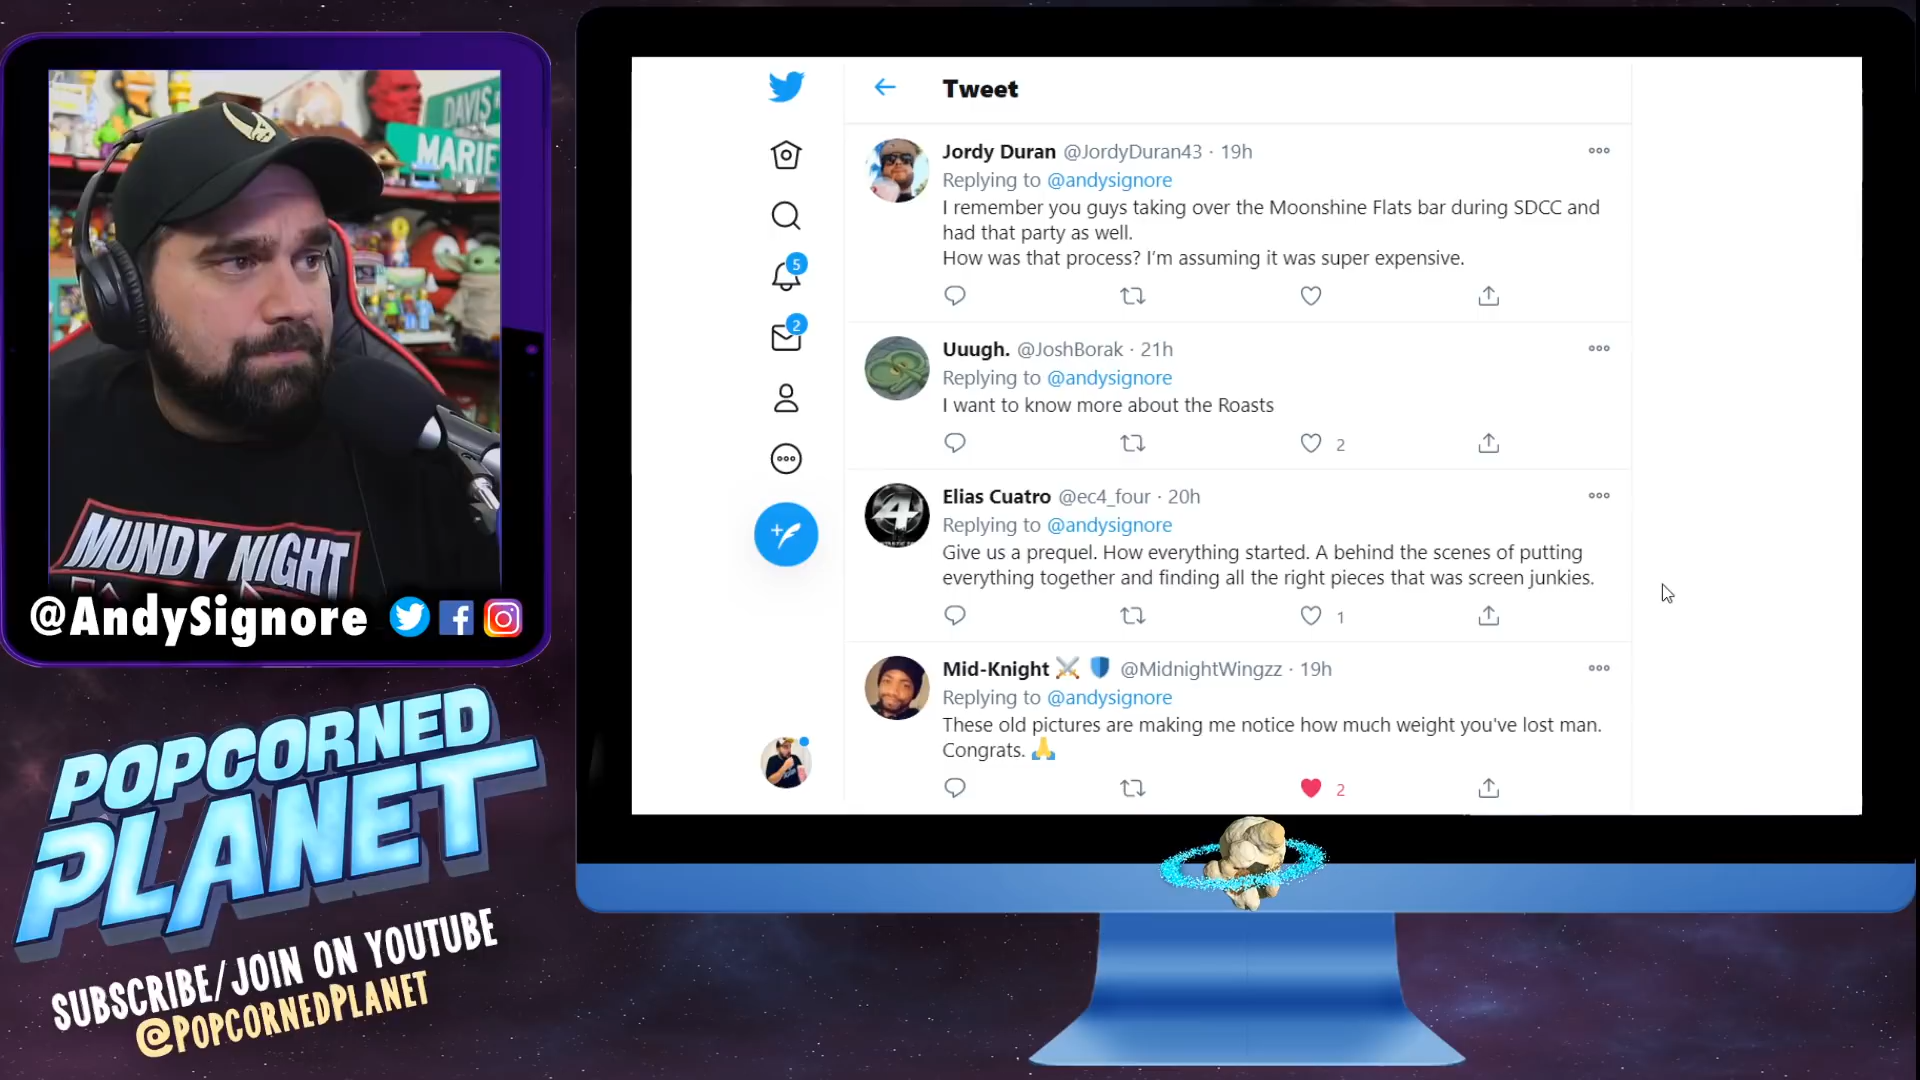 DAVIS
MARIE
MUNDY NIGHT
@AndySignore
POPCORNED
PLANET
SUBSCRIBE/JOIN ON YOUTUBE
@POPCORNEDPLANET
Tweet
5
2
Jordy Duran @JordyDuran43 · 19h
Replying to @andysignore
I remember you guys taking over the Moonshine Flats bar during SDCC and
had that party as well.
How was that process? I'm assuming it was super expensive.
Uuugh. @JoshBorak · 21h
Replying to @andysignore
I want to know more about the Roasts
2
Elias Cuatro @ec4_four · 20h
Replying to @andysignore
Give us a prequel. How everything started. A behind the scenes of putting
everything together and finding all the right pieces that was screen junkies.
1
Mid-Knight ⚔️ 🛡️ @MidnightWingzz · 19h
Replying to @andysignore
These old pictures are making me notice how much weight you've lost man.
Congrats. 🙏
2